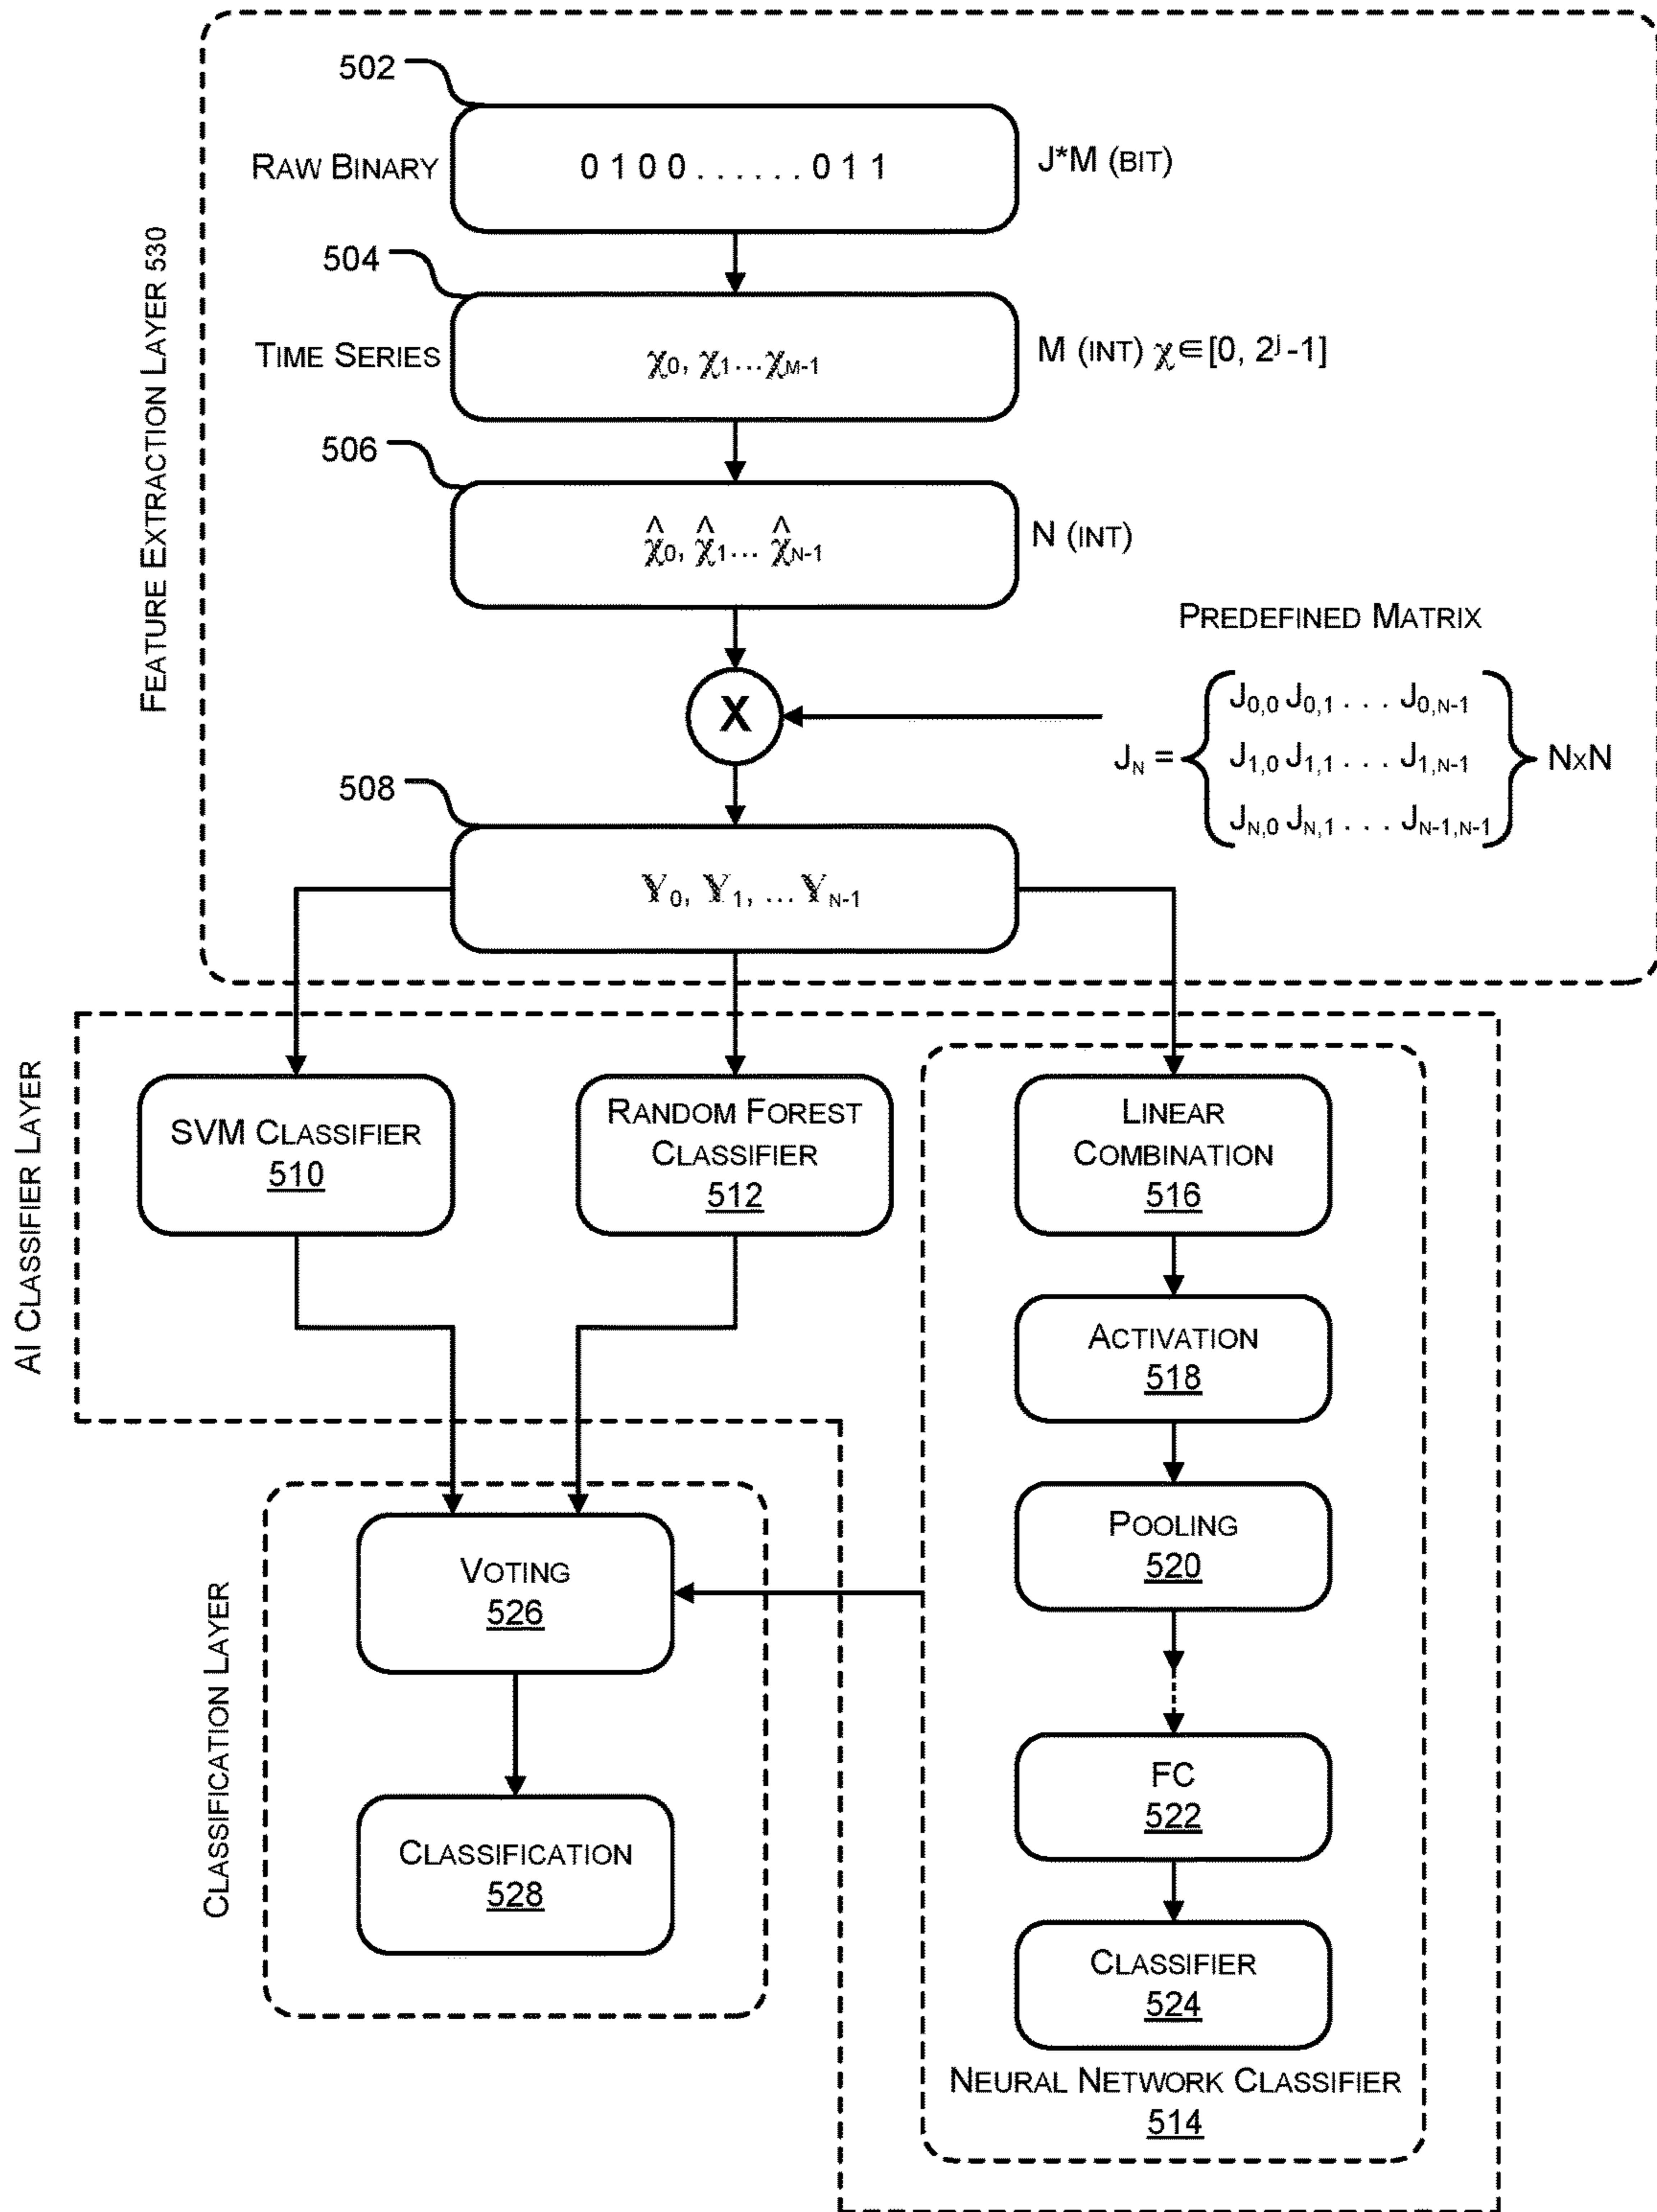 502
RAW BINARY
0 1 0 0 . . . . . . 0 1 1
J*M (BIT)
504
TIME SERIES
χ0, χ1...χM-1
M (INT) χ∈[0, 2^j -1]
506
χ̂0, χ̂1... χ̂N-1
N (INT)
PREDEFINED MATRIX
X
JN = { J0,0 J0,1 . . . J0,N-1
J1,0 J1,1 . . . J1,N-1
JN,0 JN,1 . . . JN-1,N-1 } NXN
508
Y0, Y1, ... YN-1
FEATURE EXTRACTION LAYER 530
AI CLASSIFIER LAYER
SVM CLASSIFIER
510
RANDOM FOREST
CLASSIFIER
512
LINEAR
COMBINATION
516
ACTIVATION
518
POOLING
520
FC
522
CLASSIFIER
524
NEURAL NETWORK CLASSIFIER
514
CLASSIFICATION LAYER
VOTING
526
CLASSIFICATION
528